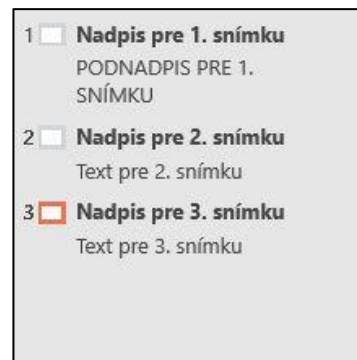 1 Nadpis pre 1. snímku
PODNADPIS PRE 1.
SNÍMKU
2 Nadpis pre 2. snímku
Text pre 2. snímku
3 Nadpis pre 3. snímku
Text pre 3. snímku